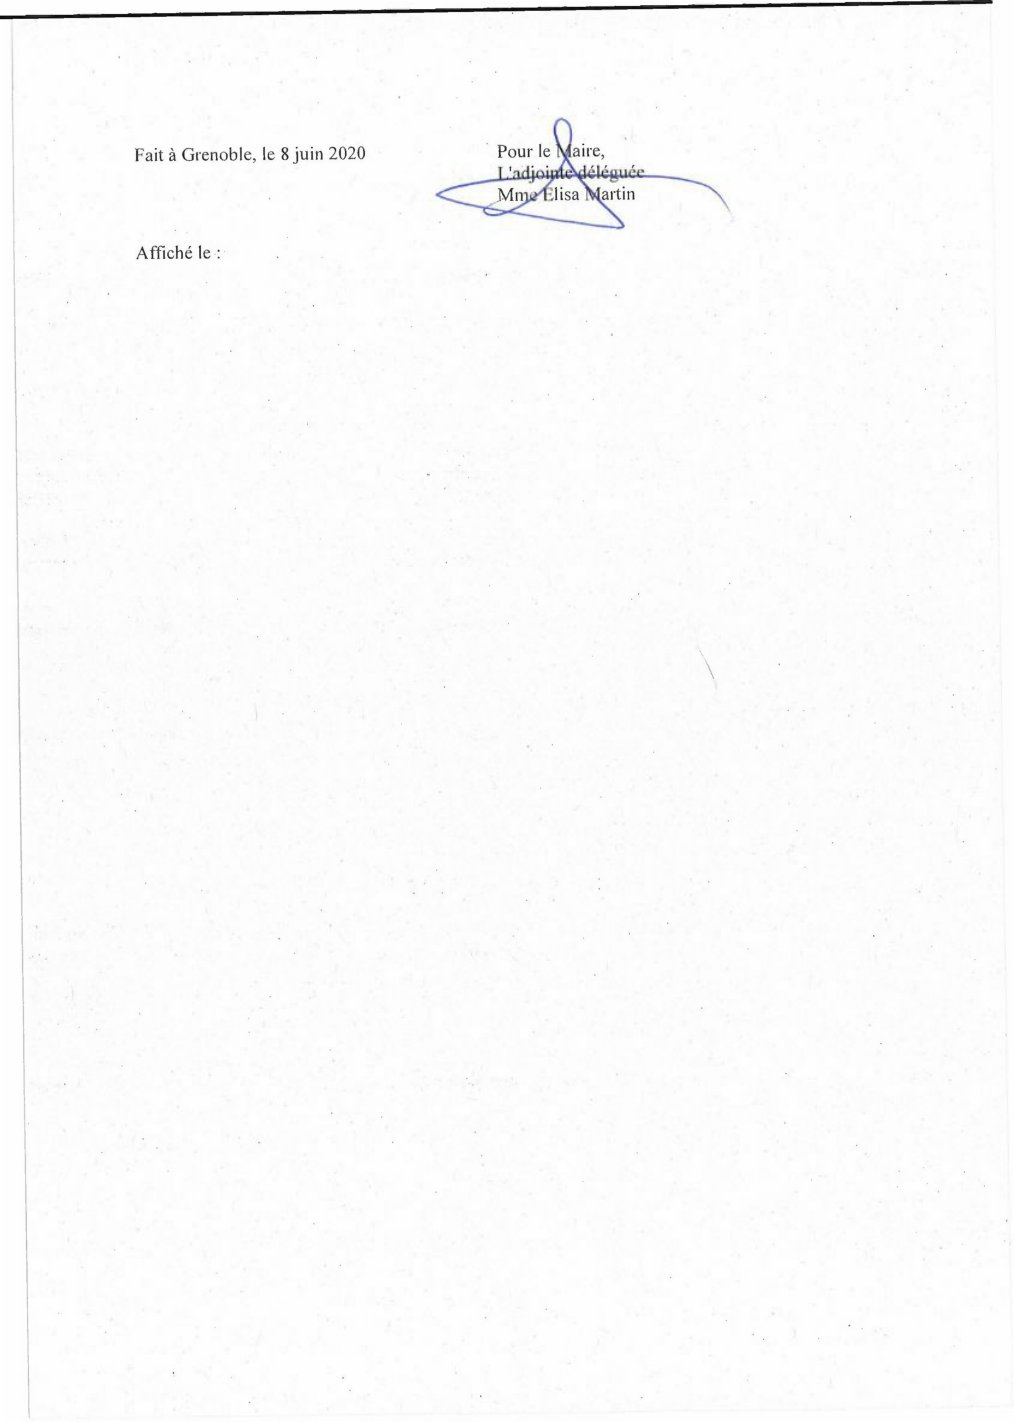 Fait à Grenoble, le 8 juin 2020
Pour le Maire,
L'adjointe déléguée
Mme Elisa Martin
Affiché le :